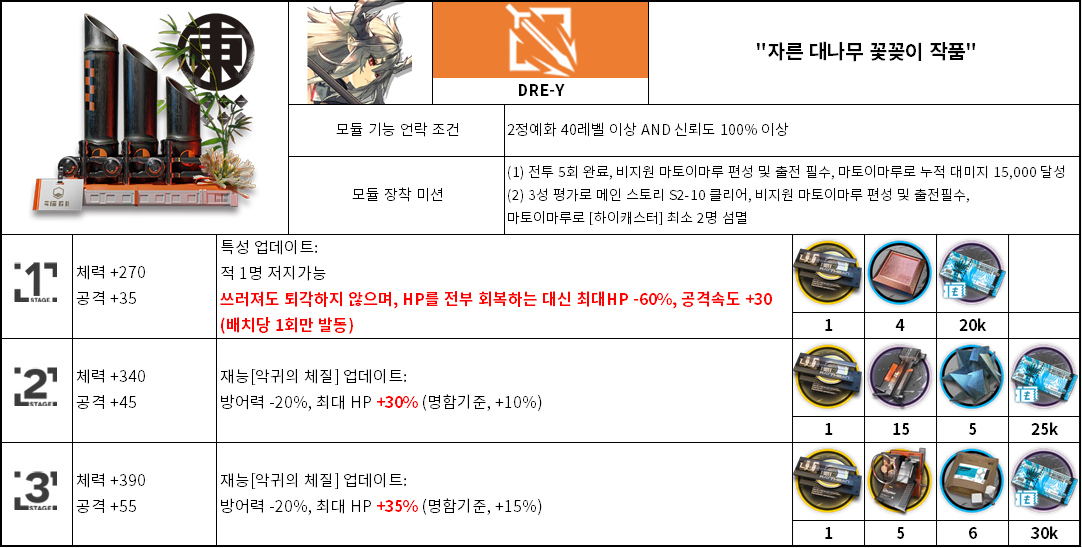 東
DRE-Y
"자른 대나무 꽃꽂이 작품"
모듈 기능 언락 조건
2정예화 40레벨 이상 AND 신뢰도 100% 이상
모듈 장착 미션
(1) 전투 5회 완료, 비지원 마토이마루 편성 및 출전 필수, 마토이마루로 누적 대미지 15,000 달성
(2) 3성 평가로 메인 스토리 S2-10 클리어, 비지원 마토이마루 편성 및 출전필수,
마토이마루로 [하이캐스터] 최소 2명 섬멸
1
STAGE
체력 +270
공격 +35
특성 업데이트:
적 1명 저지가능
쓰러져도 퇴각하지 않으며, HP를 전부 회복하는 대신 최대HP -60%, 공격속도 +30
(배치당 1회만 발동)
1
4
20k
2
STAGE
체력 +340
공격 +45
재능[악귀의 체질] 업데이트:
방어력 -20%, 최대 HP +30% (명함기준, +10%)
1
15
5
25k
3
STAGE
체력 +390
공격 +55
재능[악귀의 체질] 업데이트:
방어력 -20%, 최대 HP +35% (명함기준, +15%)
1
5
6
30k